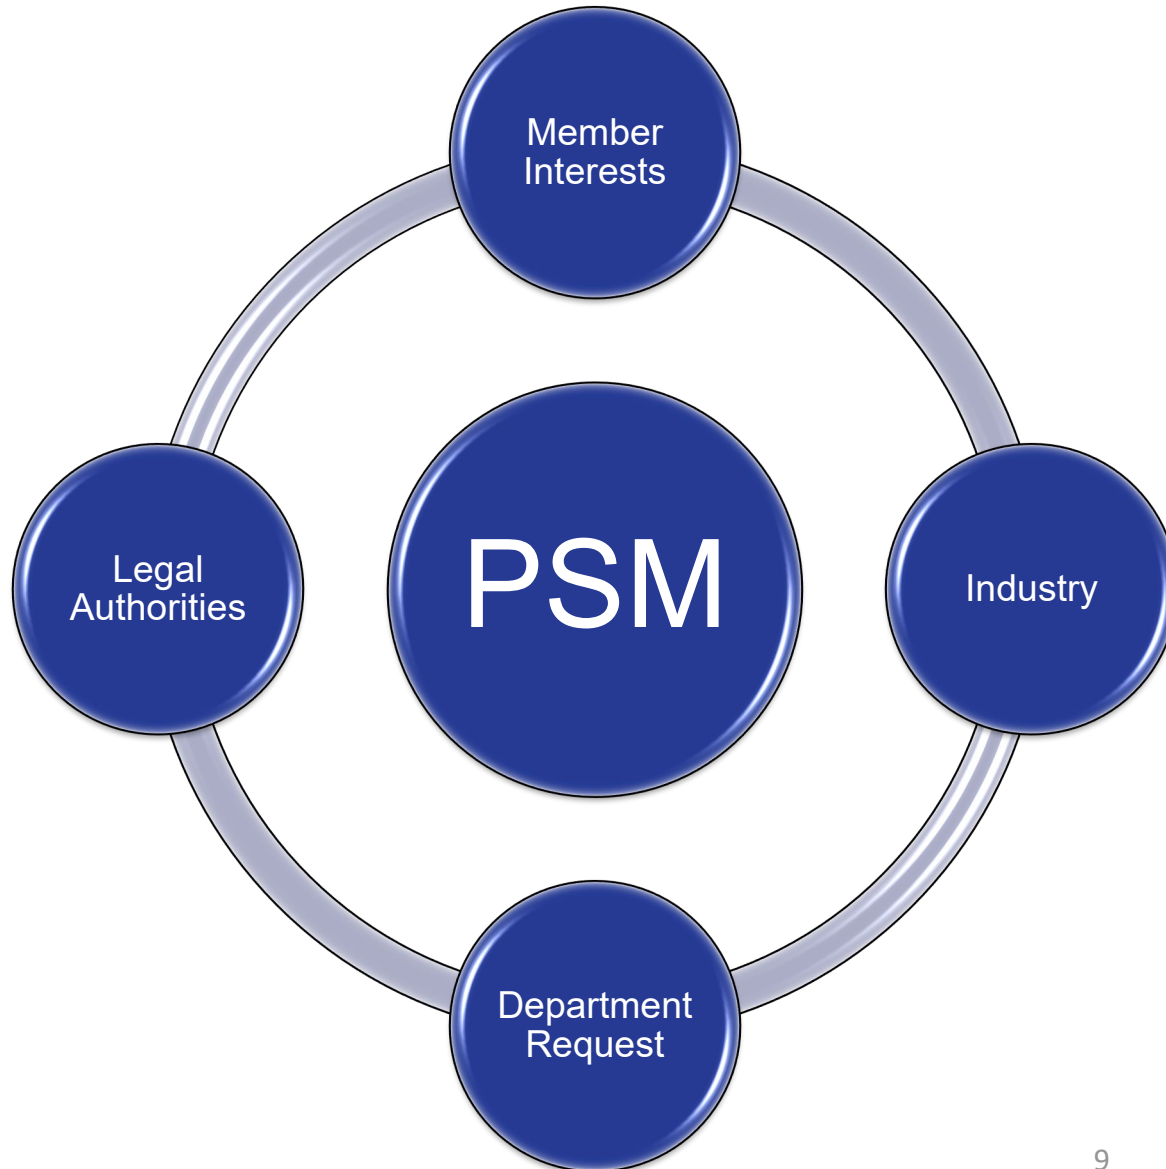 Member
Interests
Legal
Authorities
PSM
Industry
Department
Request
9